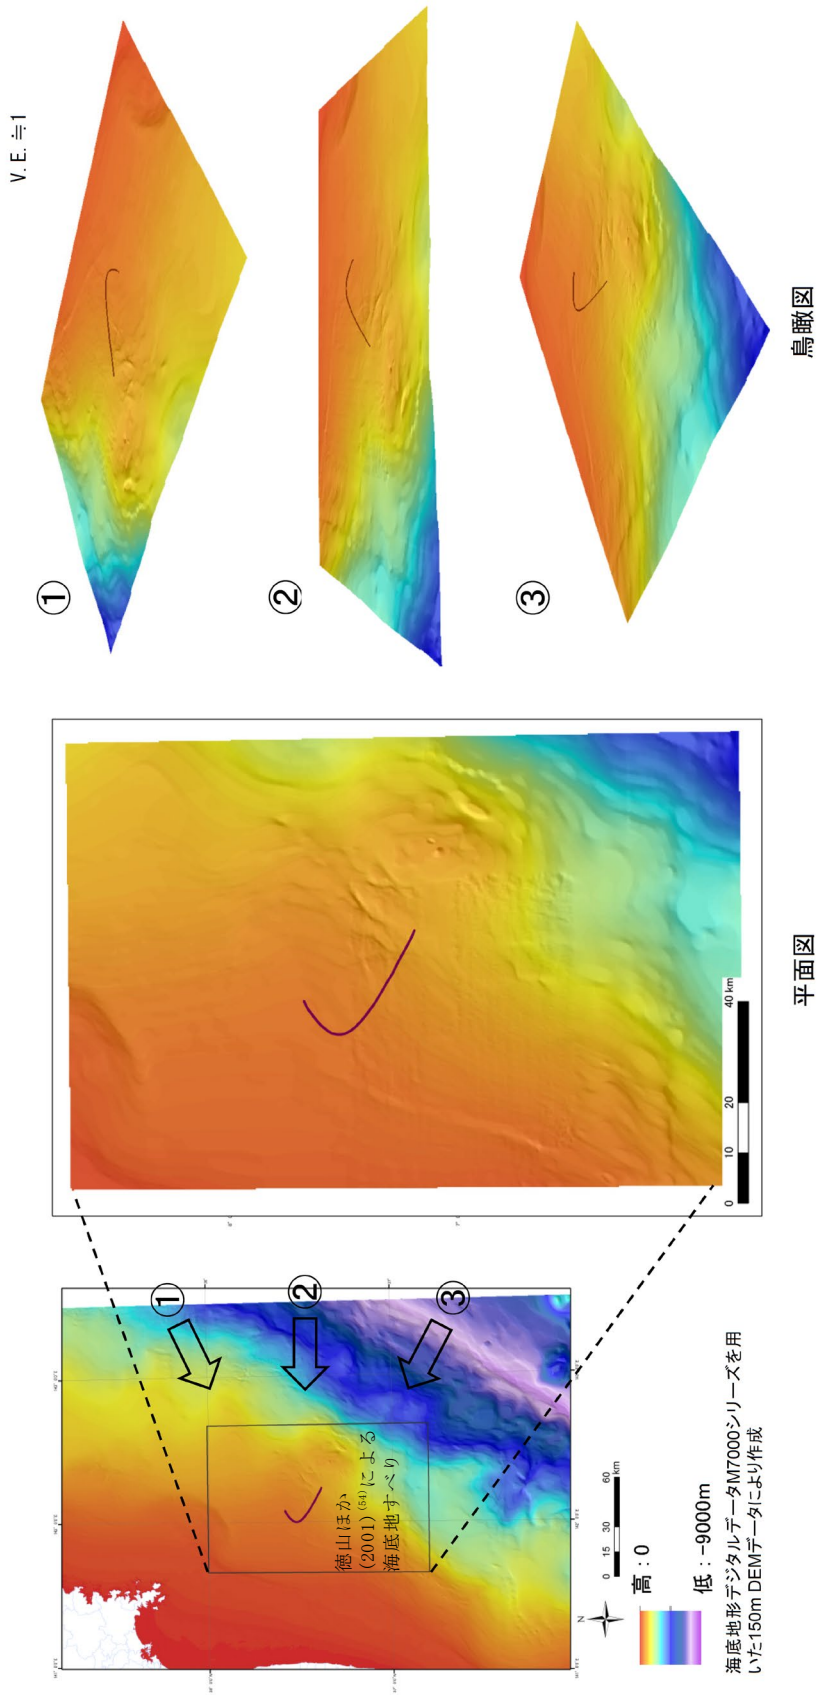 V. E. ≒1
①
②
③
鳥瞰図
0 10 20 40 km
平面図
①
②
③
徳山ほか
(2001)⁽⁵⁴⁾による
海底地すべり
0 15 30 60
km
N
高 : 0
低 : -9000m
海底地形デジタルデータM7000シリーズを用
いた150m DEMデータにより作成